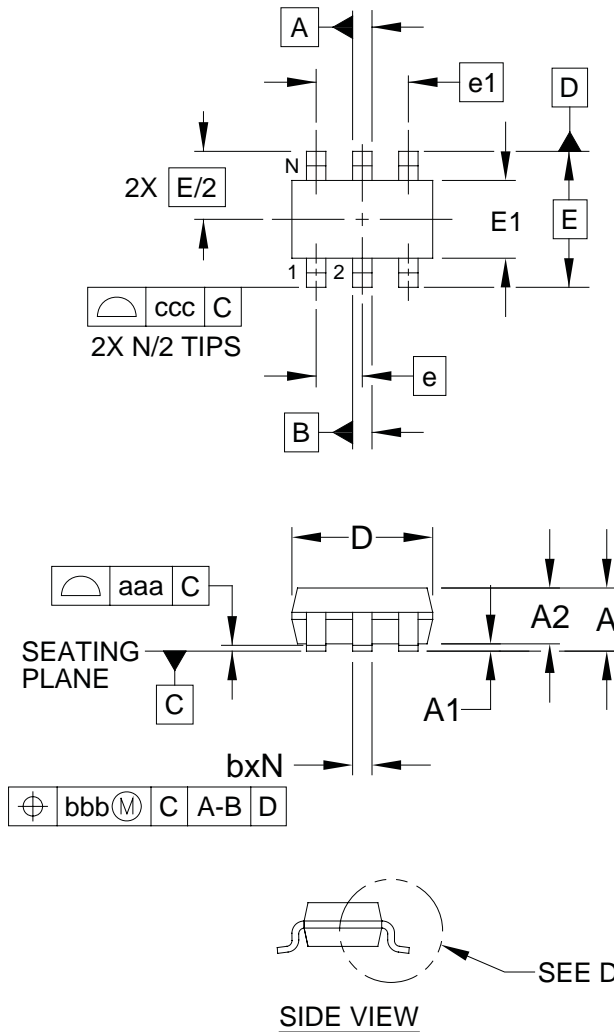 A
e1
D
N
2X E/2
E1
E
1 2
ccc C
2X N/2 TIPS
e
B
D
aaa C
A2 A
SEATING
PLANE
C
A1
bxN
bbb Ⓜ C A-B D
SEE D
SIDE VIEW